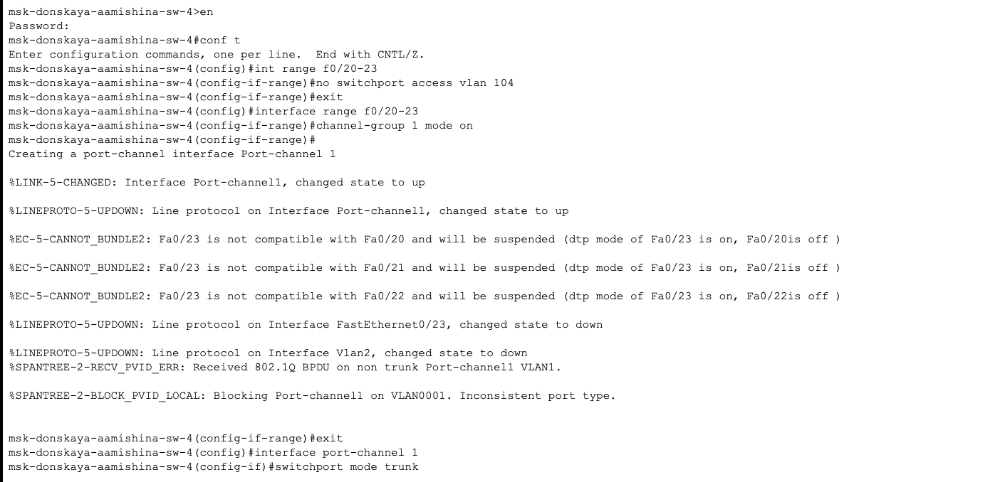 msk-donskaya-aamishina-sw-4>en
Password:
msk-donskaya-aamishina-sw-4#conf t
Enter configuration commands, one per line.  End with CNTL/Z.
msk-donskaya-aamishina-sw-4(config)#int range f0/20-23
msk-donskaya-aamishina-sw-4(config-if-range)#no switchport access vlan 104
msk-donskaya-aamishina-sw-4(config-if-range)#exit
msk-donskaya-aamishina-sw-4(config)#interface range f0/20-23
msk-donskaya-aamishina-sw-4(config-if-range)#channel-group 1 mode on
msk-donskaya-aamishina-sw-4(config-if-range)#
Creating a port-channel interface Port-channel 1
%LINK-5-CHANGED: Interface Port-channel1, changed state to up
%LINEPROTO-5-UPDOWN: Line protocol on Interface Port-channel1, changed state to up
%EC-5-CANNOT_BUNDLE2: Fa0/23 is not compatible with Fa0/20 and will be suspended (dtp mode of Fa0/23 is on, Fa0/20is off )
%EC-5-CANNOT_BUNDLE2: Fa0/23 is not compatible with Fa0/21 and will be suspended (dtp mode of Fa0/23 is on, Fa0/21is off )
%EC-5-CANNOT_BUNDLE2: Fa0/23 is not compatible with Fa0/22 and will be suspended (dtp mode of Fa0/23 is on, Fa0/22is off )
%LINEPROTO-5-UPDOWN: Line protocol on Interface FastEthernet0/23, changed state to down
%LINEPROTO-5-UPDOWN: Line protocol on Interface Vlan2, changed state to down
%SPANTREE-2-RECV_PVID_ERR: Received 802.1Q BPDU on non trunk Port-channel1 VLAN1.
%SPANTREE-2-BLOCK_PVID_LOCAL: Blocking Port-channel1 on VLAN0001. Inconsistent port type.
msk-donskaya-aamishina-sw-4(config-if-range)#exit
msk-donskaya-aamishina-sw-4(config)#interface port-channel 1
msk-donskaya-aamishina-sw-4(config-if)#switchport mode trunk